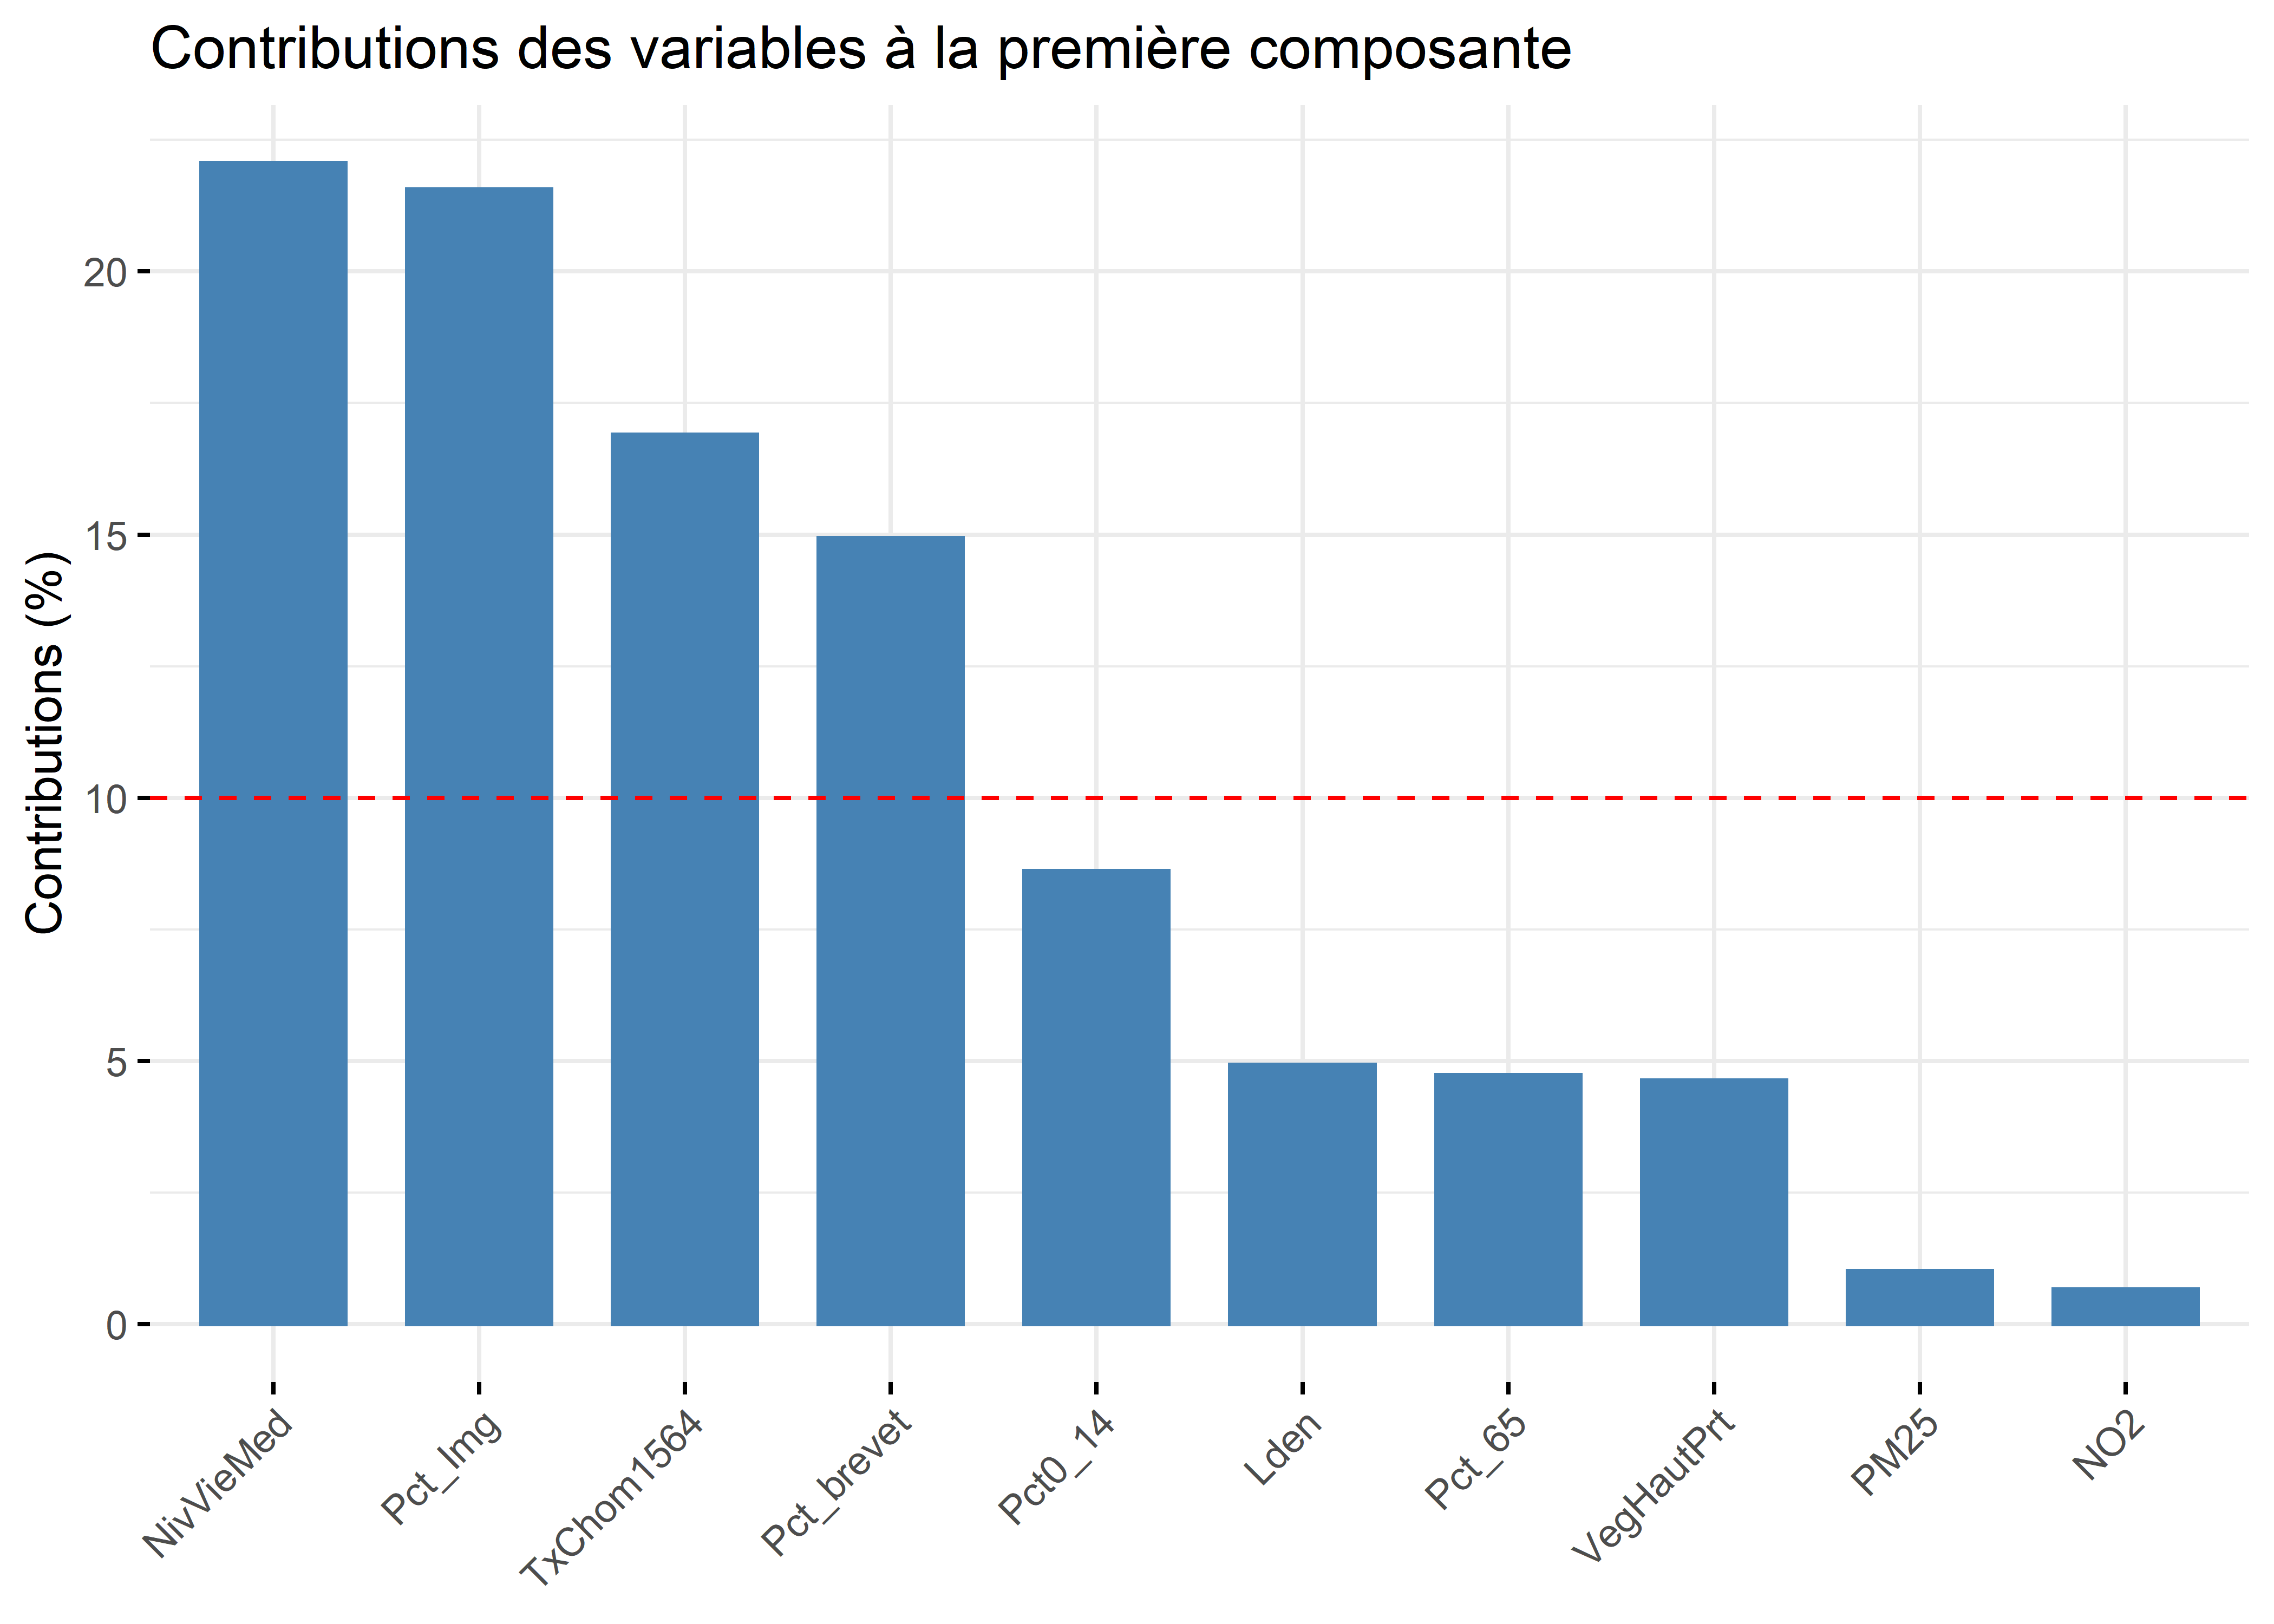 Contributions des variables à la première composante
Contributions (%)
20
15
10
5
0
NivVieMed
Pct_Img
TxChom1564
Pct_brevet
Pct0_14
Lden
Pct_65
VegHautPrt
PM25
NO2